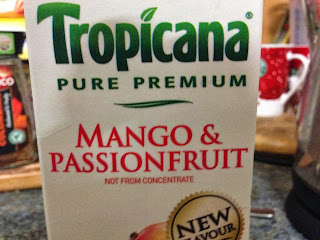 Tropicana®
PURE PREMIUM
MANGO &
PASSIONFRUIT
NOT FROM CONCENTRATE
NEW
FLAVOUR